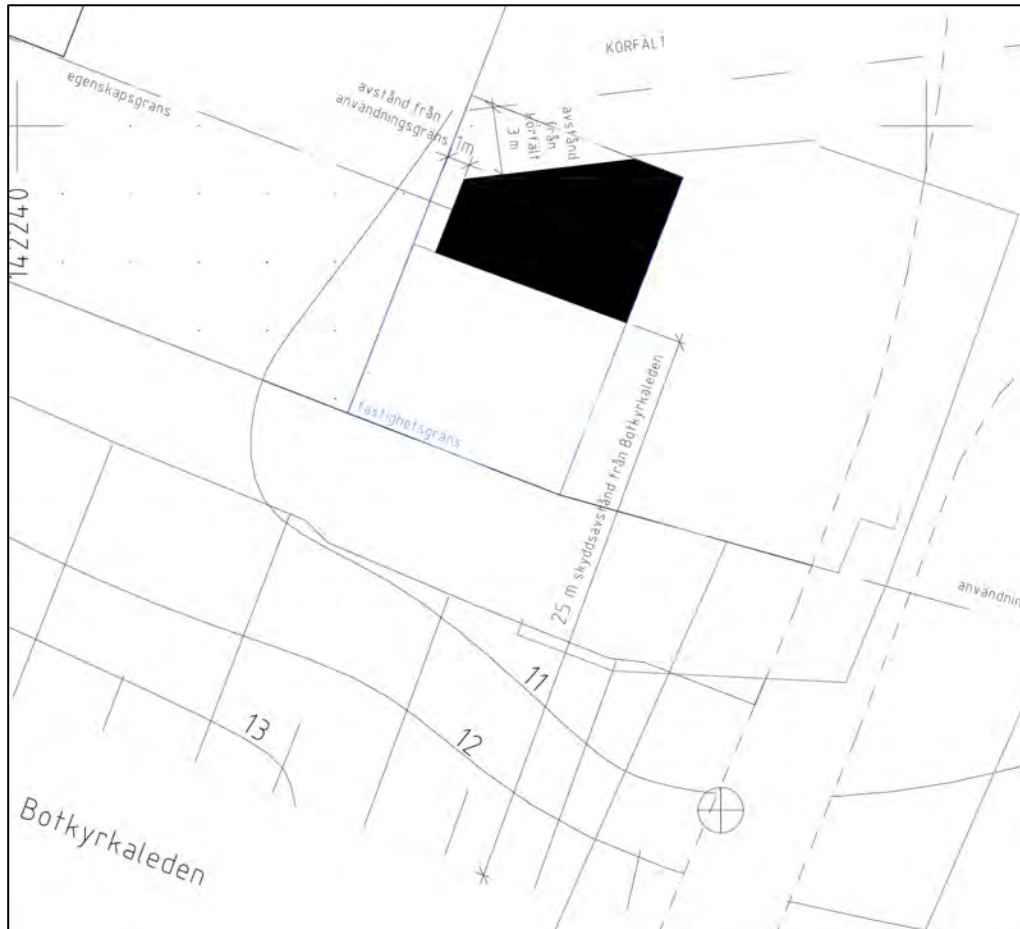 KÖRFÄLT
egenskapsgräns
avstånd från
användningsgräns
1m
avstånd
från
körfält
3 m
142240
fastighetsgräns
25 m skyddsavstånd från Botkyrkaleden
användnin
11
12
13
Botkyrkaleden